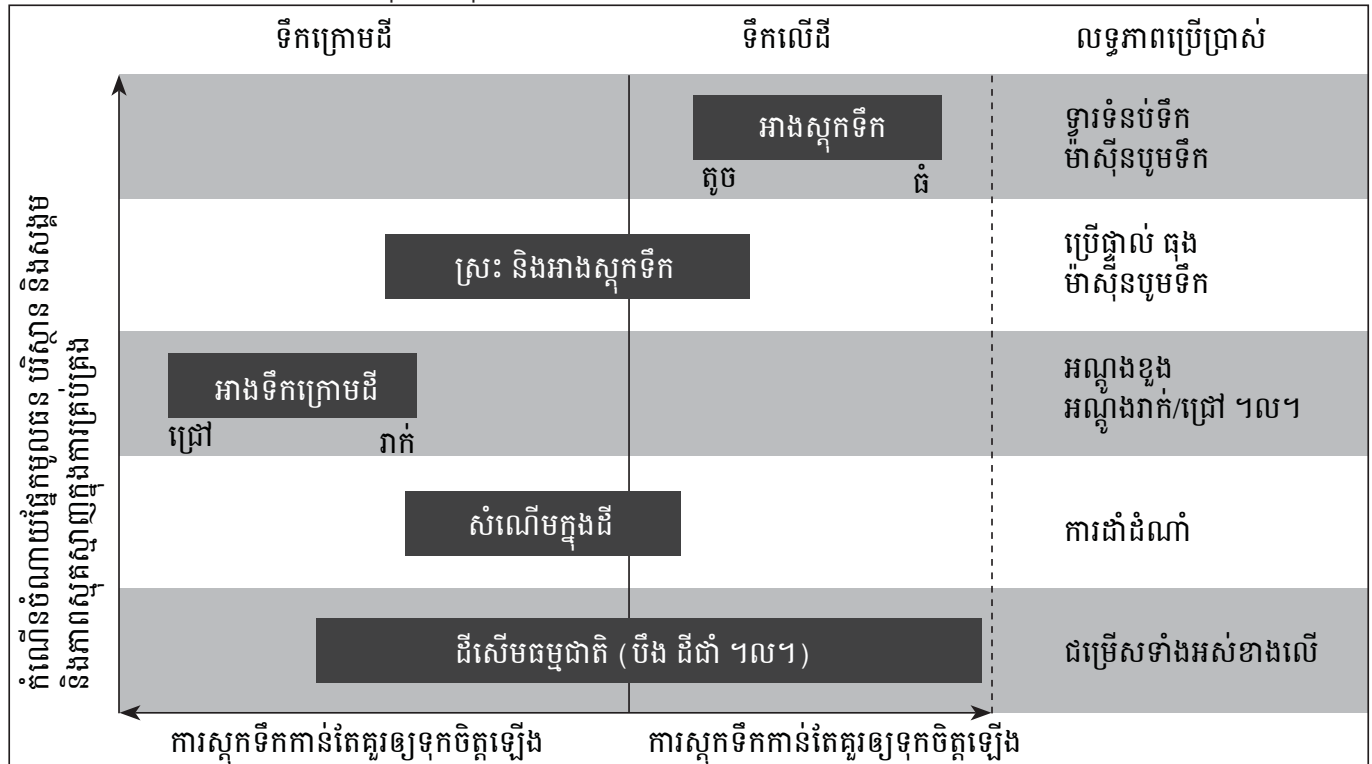 ទឹកក្រោមដី
ទឹកលើដី
លទ្ធភាពប្រើប្រាស់
អាងស្តុកទឹក
តូច
ធំ
ទ្វារទំនប់ទឹក
ម៉ាស៊ីនបូមទឹក
ស្រះ និងអាងស្តុកទឹក
ប្រើផ្ទាល់ ធុង
ម៉ាស៊ីនបូមទឹក
អាងទឹកក្រោមដី
ជ្រៅ
រាក់
អណ្តូងខួង
អណ្តូងរាក់/ជ្រៅ ។ល។
សំណើមក្នុងដី
ការដាំដំណាំ
ដីសើមធម្មជាតិ (បឹង ដីជាំ ។ល។)
ជម្រើសទាំងអស់ខាងលើ
ការស្តុកទឹកកាន់តែគួរឲ្យទុកចិត្តឡើង
ការស្តុកទឹកកាន់តែគួរឲ្យទុកចិត្តឡើង
កំណើនចំណាយផ្នែកមូលធន បរិស្ថាន និងសង្គម
និងភាពស្មុគស្មាញក្នុងការគ្រប់គ្រង